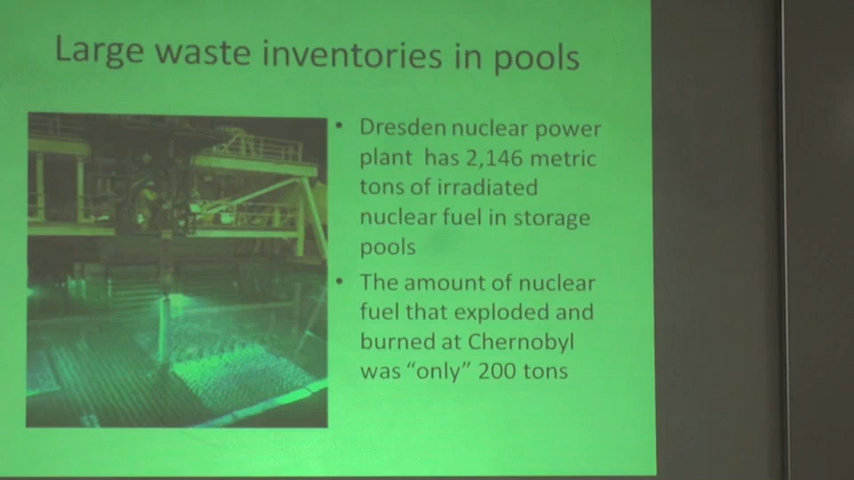 Large waste inventories in pools
• Dresden nuclear power
plant has 2,146 metric
tons of irradiated
nuclear fuel in storage
pools
• The amount of nuclear
fuel that exploded and
burned at Chernobyl
was “only” 200 tons